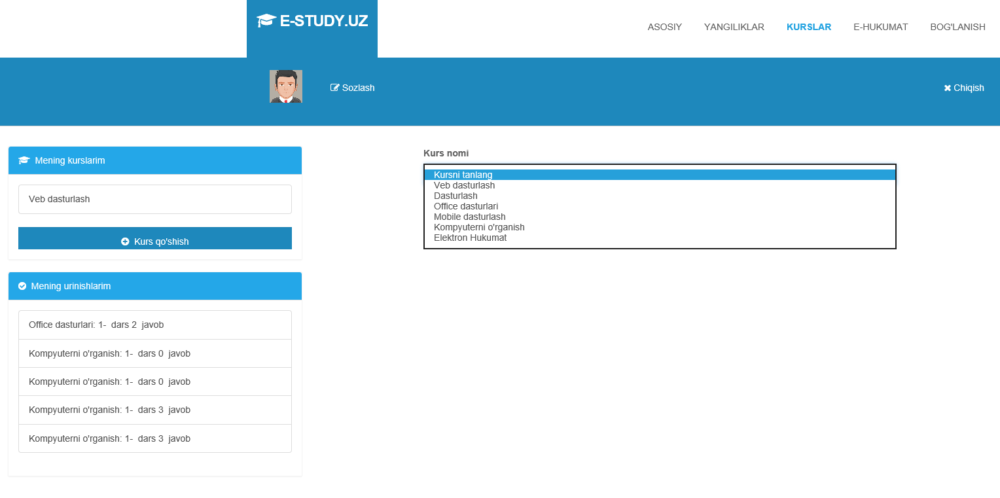 E-STUDY.UZ
ASOSIY YANGILIKLAR KURSLAR E-HUKUMAT BOG'LANISH
Sozlash
Chiqish
Mening kurslarim
Veb dasturlash
Kurs qo'shish
Mening urinishlarim
Office dasturlari: 1- dars 2 javob
Kompyuterni o'rganish: 1- dars 0 javob
Kompyuterni o'rganish: 1- dars 0 javob
Kompyuterni o'rganish: 1- dars 3 javob
Kompyuterni o'rganish: 1- dars 3 javob
Kurs nomi
Kursni tanlang
Veb dasturlash
Dasturlash
Office dasturlari
Mobile dasturlash
Kompyuterni o'rganish
Elektron Hukumat